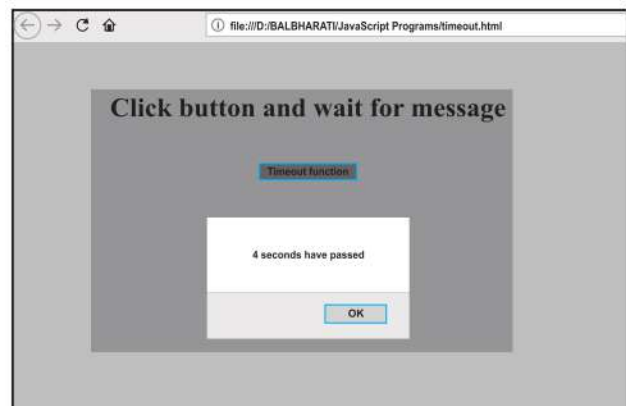 file:///D:/BALBHARATI/JavaScript Programs/timeout.html
Click button and wait for message
Timeout function
4 seconds have passed
OK